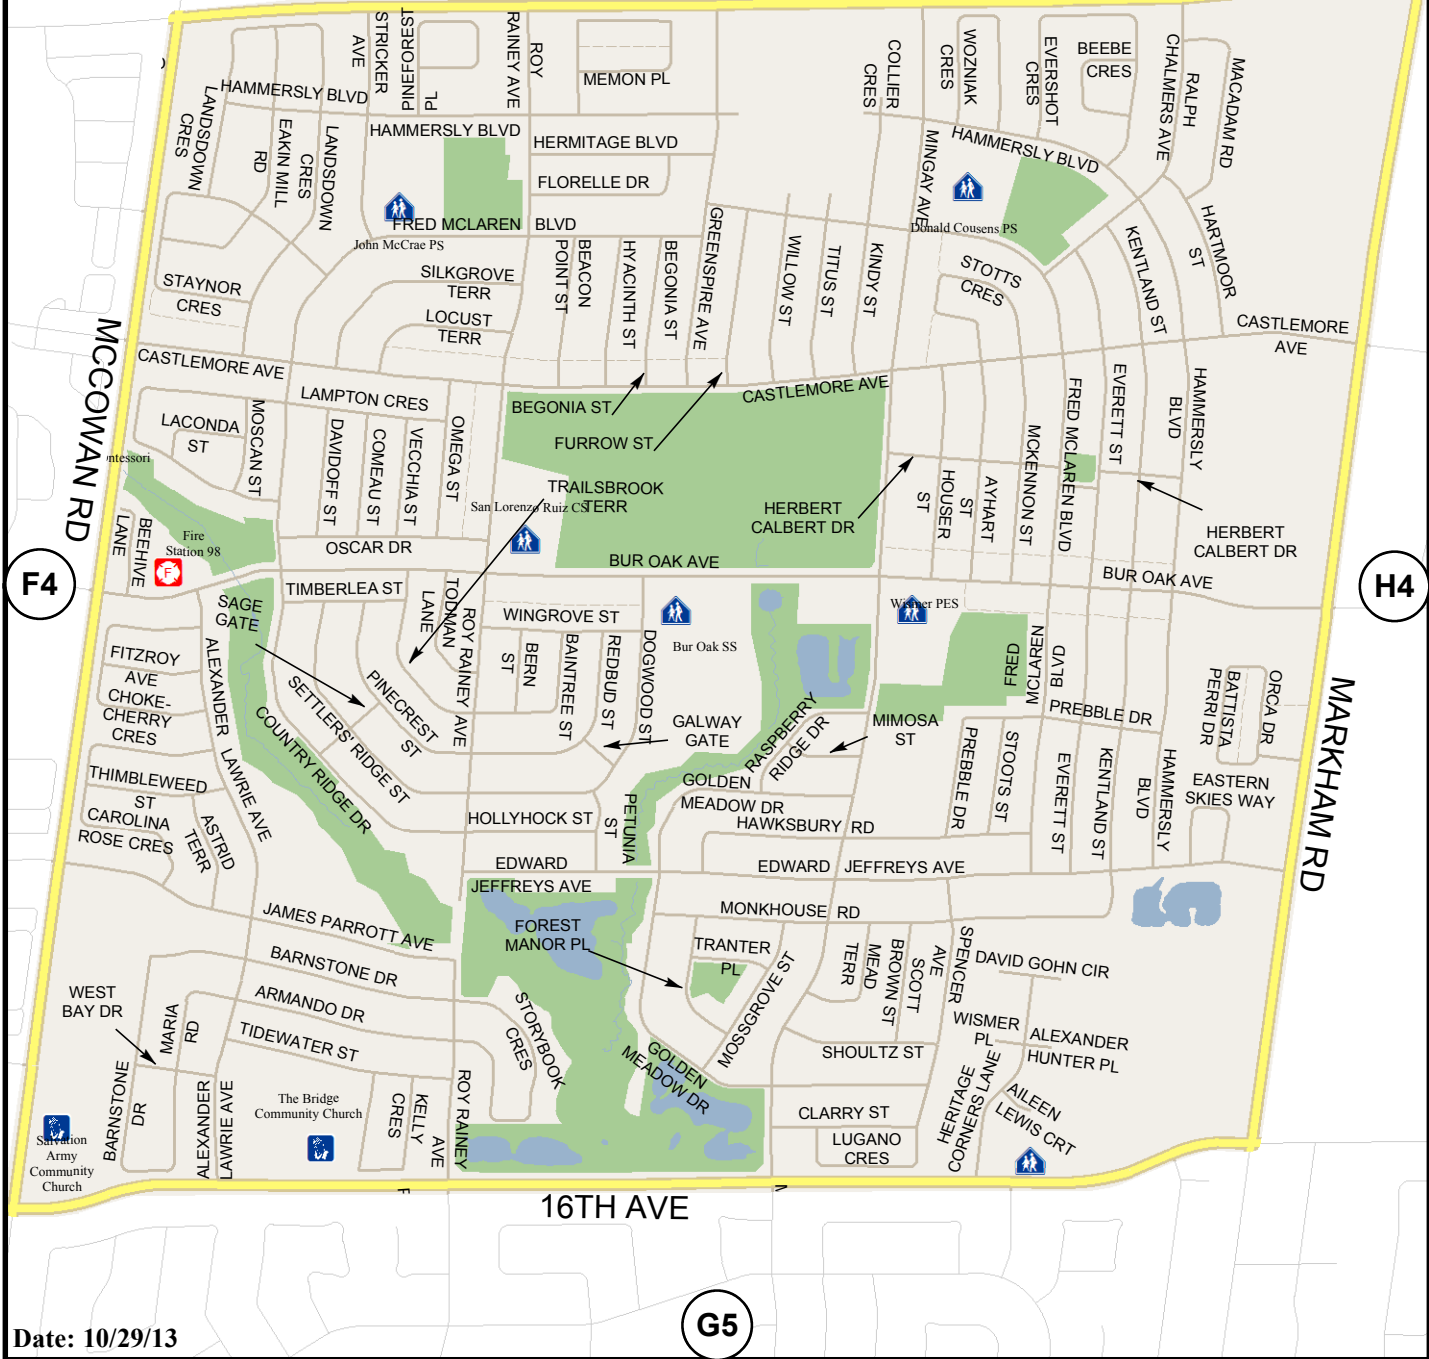 STRICKER
AVE
PINEFOREST
PL
ROY
RAINEY AVE
MEMON PL
COLLIER
CRES
WOZNIAK
CRES
EVERSHOT
CRES
BEEBE
CRES
RALPH
CHALMERS AVE
MACADAM RD
HAMMERSLY BLVD
LANDSDOWN
CRES
EAKIN MILL
RD
LANDSDOWN
CRES
HAMMERSLY BLVD
HERMITAGE BLVD
FLORELLE DR
HAMMERSLY BLVD
MINGAY AVE
Donald Cousens PS
FRED MCLAREN BLVD
John McCrae PS
STAYNOR
CRES
SILKGROVE
TERR
LOCUST
TERR
BEACON
POINT ST
HYACINTH ST
BEGONIA ST
GREENSPIRE AVE
WILLOW ST
TITUS ST
KINDY ST
STOTTS
CRES
KENTLAND ST
HARTMOOR
ST
CASTLEMORE
AVE
MCCOWAN RD
CASTLEMORE AVE
LAMPTON CRES
LACONDA
ST
MOSCAN ST
DAVIDOFF ST
COMEAU ST
VECCHIA ST
OMEGA ST
BEGONIA ST
FURROW ST
CASTLEMORE AVE
TRAILSBROOK
TERR
San Lorenzo Ruiz CS
HERBERT
CALBERT DR
HOUSER
ST
AYHART
ST
MCKENNON ST
FRED MCLAREN BLVD
EVERETT ST
HAMMERSLY
BLVD
HERBERT
CALBERT DR
ntessori
BEEHIVE
LANE
Fire
Station 98
F
OSCAR DR
BUR OAK AVE
BUR OAK AVE
F4
H4
TIMBERLEA ST
SAGE
GATE
TODMAN
LANE
ROY RAINEY AVE
WINGROVE ST
BERN
ST
BAINTREE ST
REDBUD ST
DOGWOOD ST
Bur Oak SS
Wismer PES
FRED
MCLAREN
BLVD
FITZROY
AVE
CHOKE-
CHERRY
CRES
ALEXANDER
LAWRIE AVE
SETTLERS' RIDGE ST
PINECREST
ST
COUNTRY RIDGE DR
GALWAY
GATE
RASPBERRY
RIDGE DR
MIMOSA
ST
PREBBLE DR
PREBBLE DR
STOOTS ST
EVERETT ST
KENTLAND ST
HAMMERSLY
BLVD
BATTISTA
PERRI DR
ORCA DR
EASTERN
SKIES WAY
MARKHAM RD
THIMBLEWEED
ST
CAROLINA
ROSE CRES
ASTRID
TERR
HOLLYHOCK ST
PETUNIA
ST
GOLDEN
MEADOW DR
HAWKSBURY RD
EDWARD
JEFFREYS AVE
EDWARD JEFFREYS AVE
MONKHOUSE RD
JAMES PARROTT AVE
FOREST
MANOR PL
TRANTER
PL
MOSSGROVE ST
MEAD
TERR
SCOTT
BROWN ST
SPENCER
AVE
DAVID GOHN CIR
BARNSTONE DR
ARMANDO DR
TIDEWATER ST
WEST
BAY DR
MARIA
RD
STORYBOOK
CRES
GOLDEN
MEADOW DR
SHOULTZ ST
WISMER
PL
ALEXANDER
HUNTER PL
AILEEN
LEWIS CRT
HERITAGE
CORNERS LANE
CLARRY ST
LUGANO
CRES
BARNSTONE
DR
ALEXANDER
LAWRIE AVE
The Bridge
Community Church
KELLY
CRES
ROY RAINEY
AVE
Salvation
Army
Community
Church
16TH AVE
G5
Date: 10/29/13